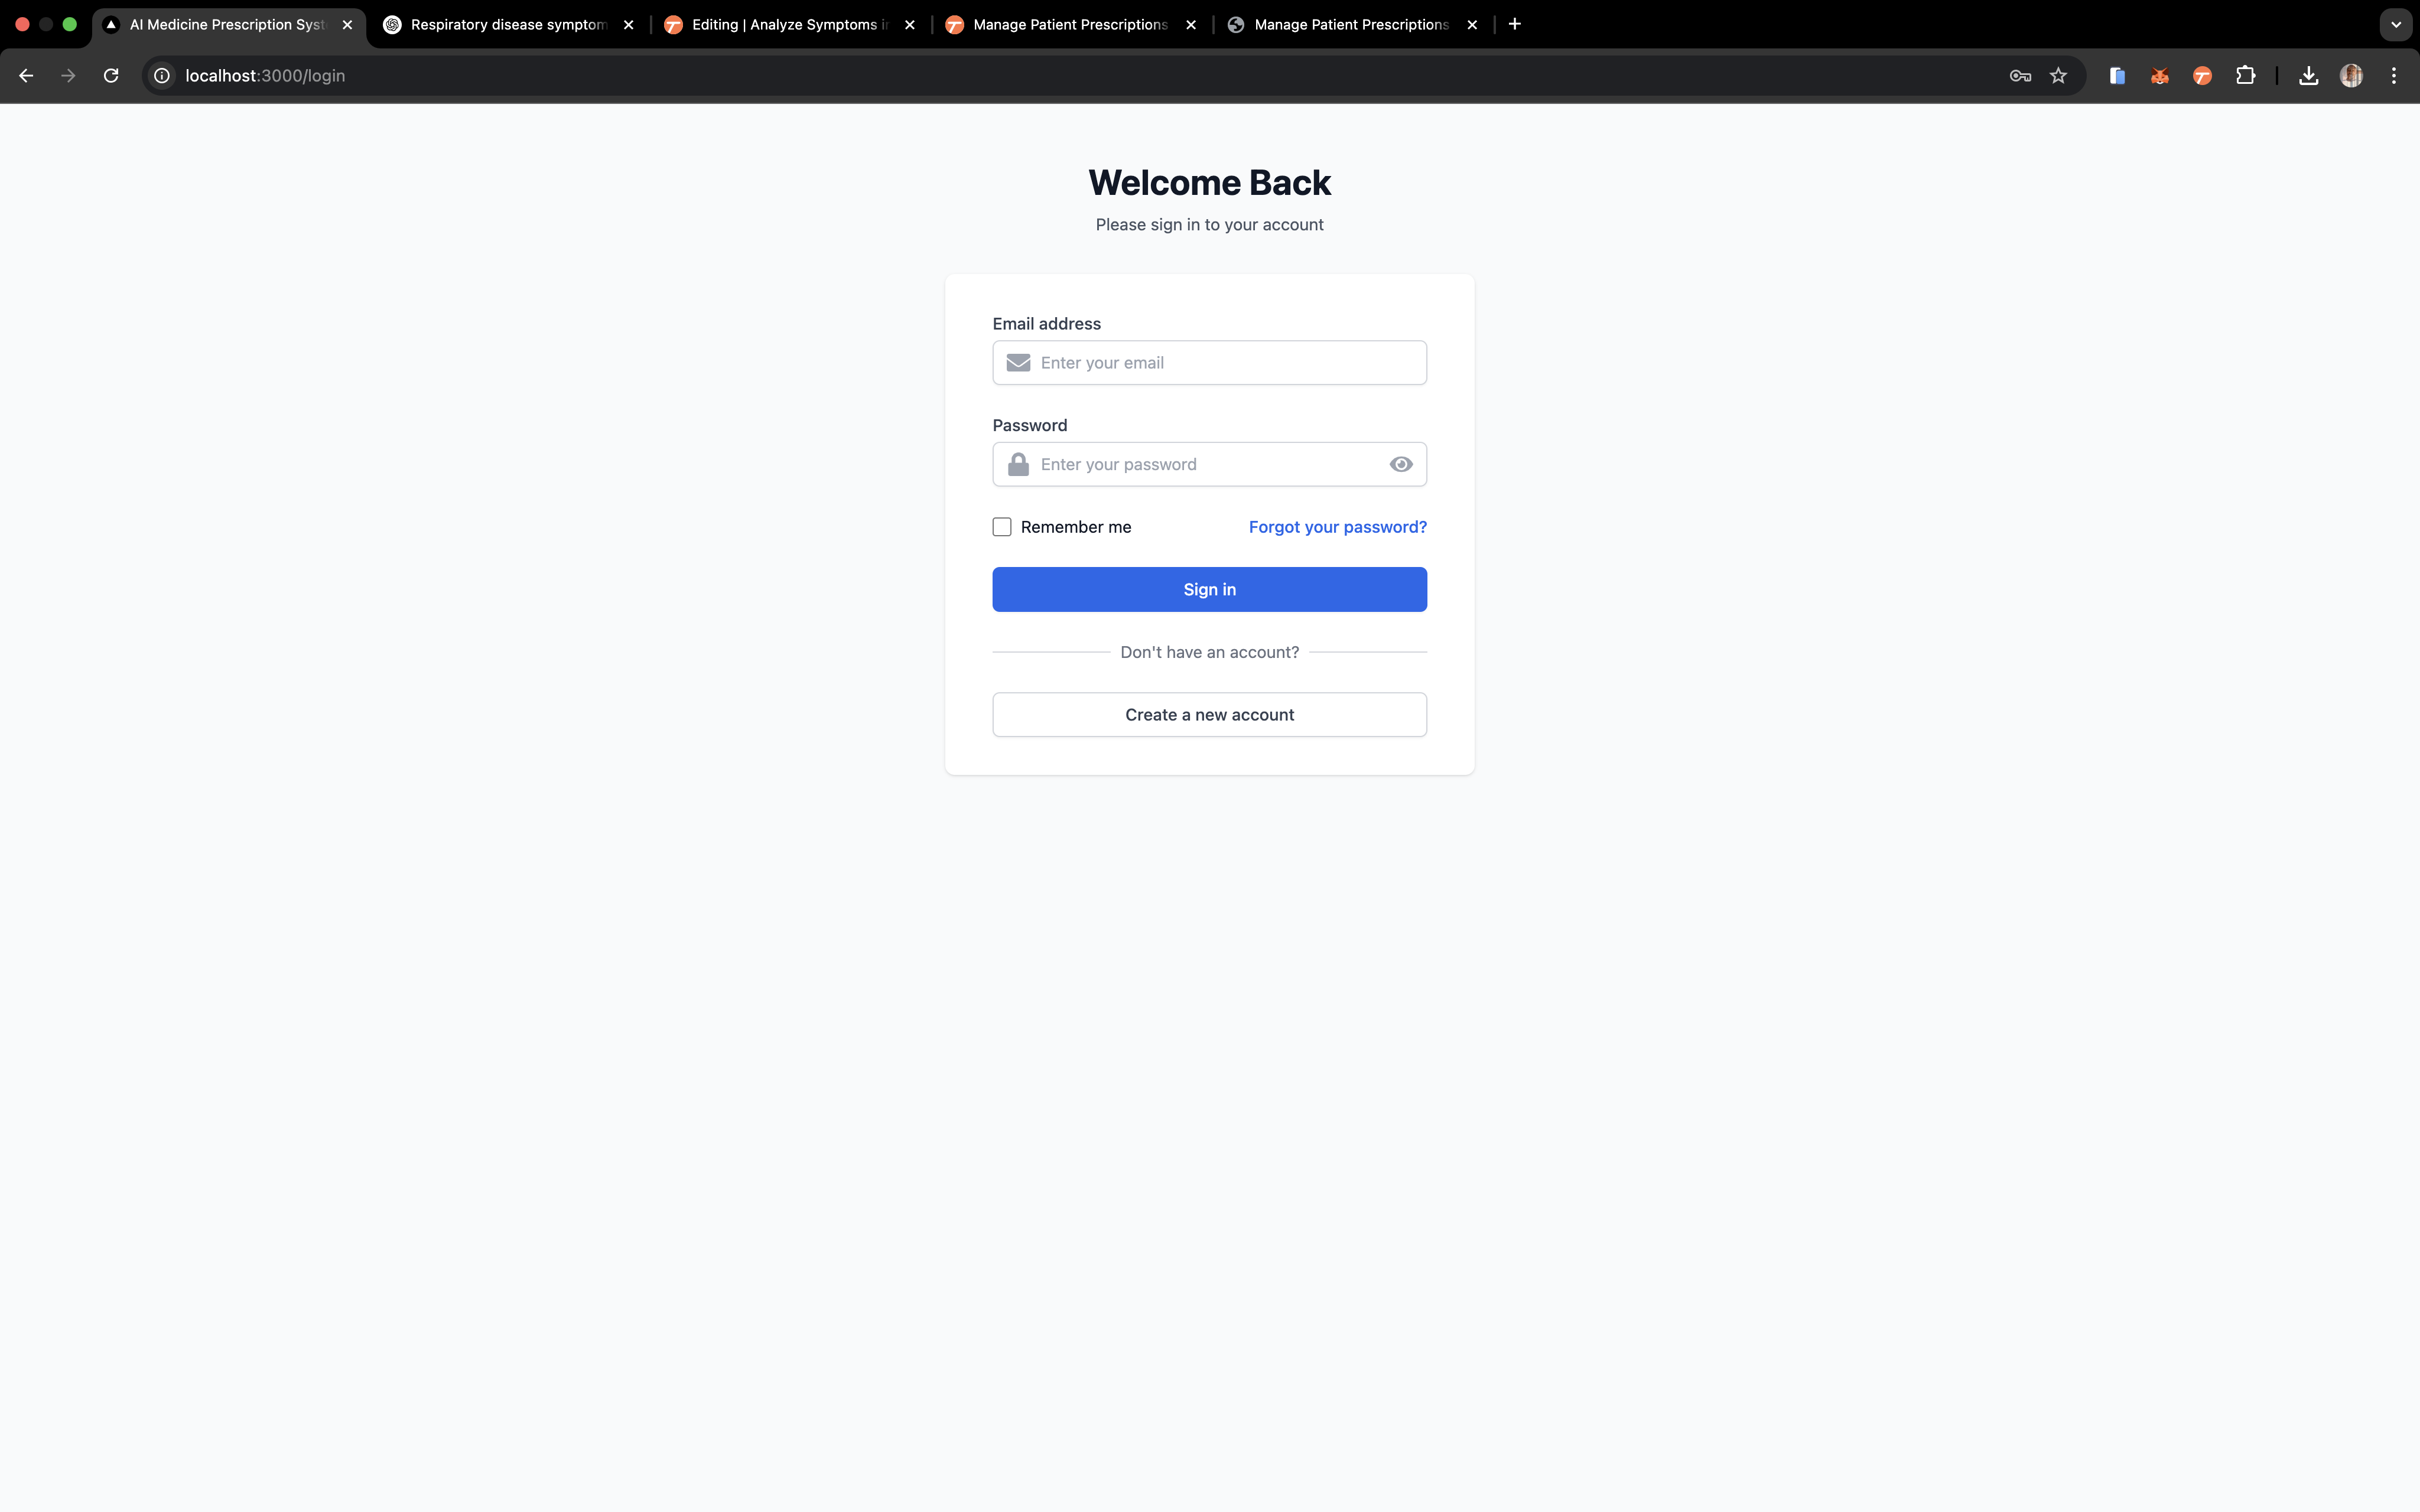 AI Medicine Prescription Syst
Respiratory disease symptom
Editing | Analyze Symptoms i
Manage Patient Prescriptions
Manage Patient Prescriptions
localhost:3000/login
Welcome Back
Please sign in to your account
Email address
Enter your email
Password
Enter your password
Remember me
Forgot your password?
Sign in
Don't have an account?
Create a new account